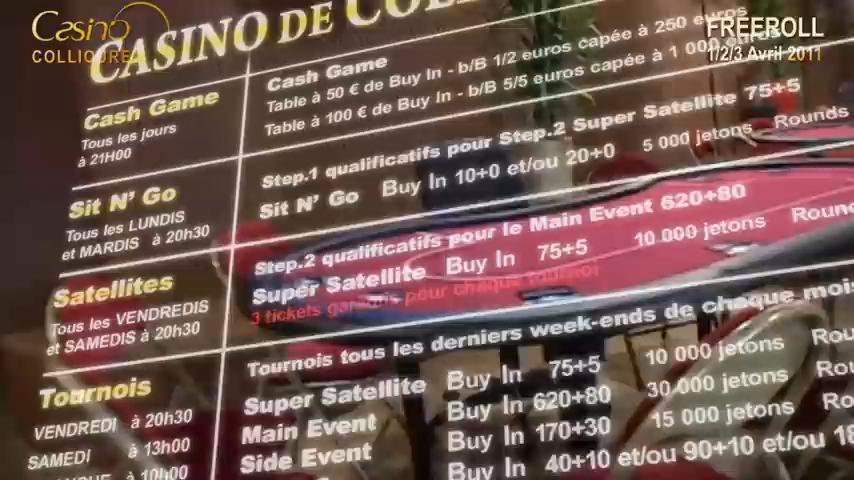 Casino
COLLIOURE
FREEROLL
1/2/3 Avril 2011
CASINO DE
Cash Game
Tous les jours
à 21H00
Cash Game
Table à 50 € de Buy In - b/B 1/2 euros capée à 250 euros
Table à 100 € de Buy In - b/B 5/5 euros capée à 1 000
Sit N' Go
Tous les LUNDIS
et MARDIS à 20h30
Step.1 qualificatifs pour Step.2 Super Satellite 75+5
Sit N' Go Buy In 10+0 et/ou 20+0 5 000 jetons Rounds
Satellites
Tous les VENDREDIS
et SAMEDIS à 20h30
Step.2 qualificatifs pour le Main Event 620+80
Super Satellite Buy In 75+5 10 000 jetons
3 tickets garantis pour chaque tournoi
Tournois
VENDREDI à 20h30
SAMEDI à 13h00
à 10h00
Tournois tous les derniers week-ends de chaque mois
Super Satellite Buy In 75+5 10 000 jetons
Main Event Buy In 620+80 30 000 jetons
Side Event Buy In 170+30 15 000 jetons
Buy In 40+10 et/ou 90+10 et/ou